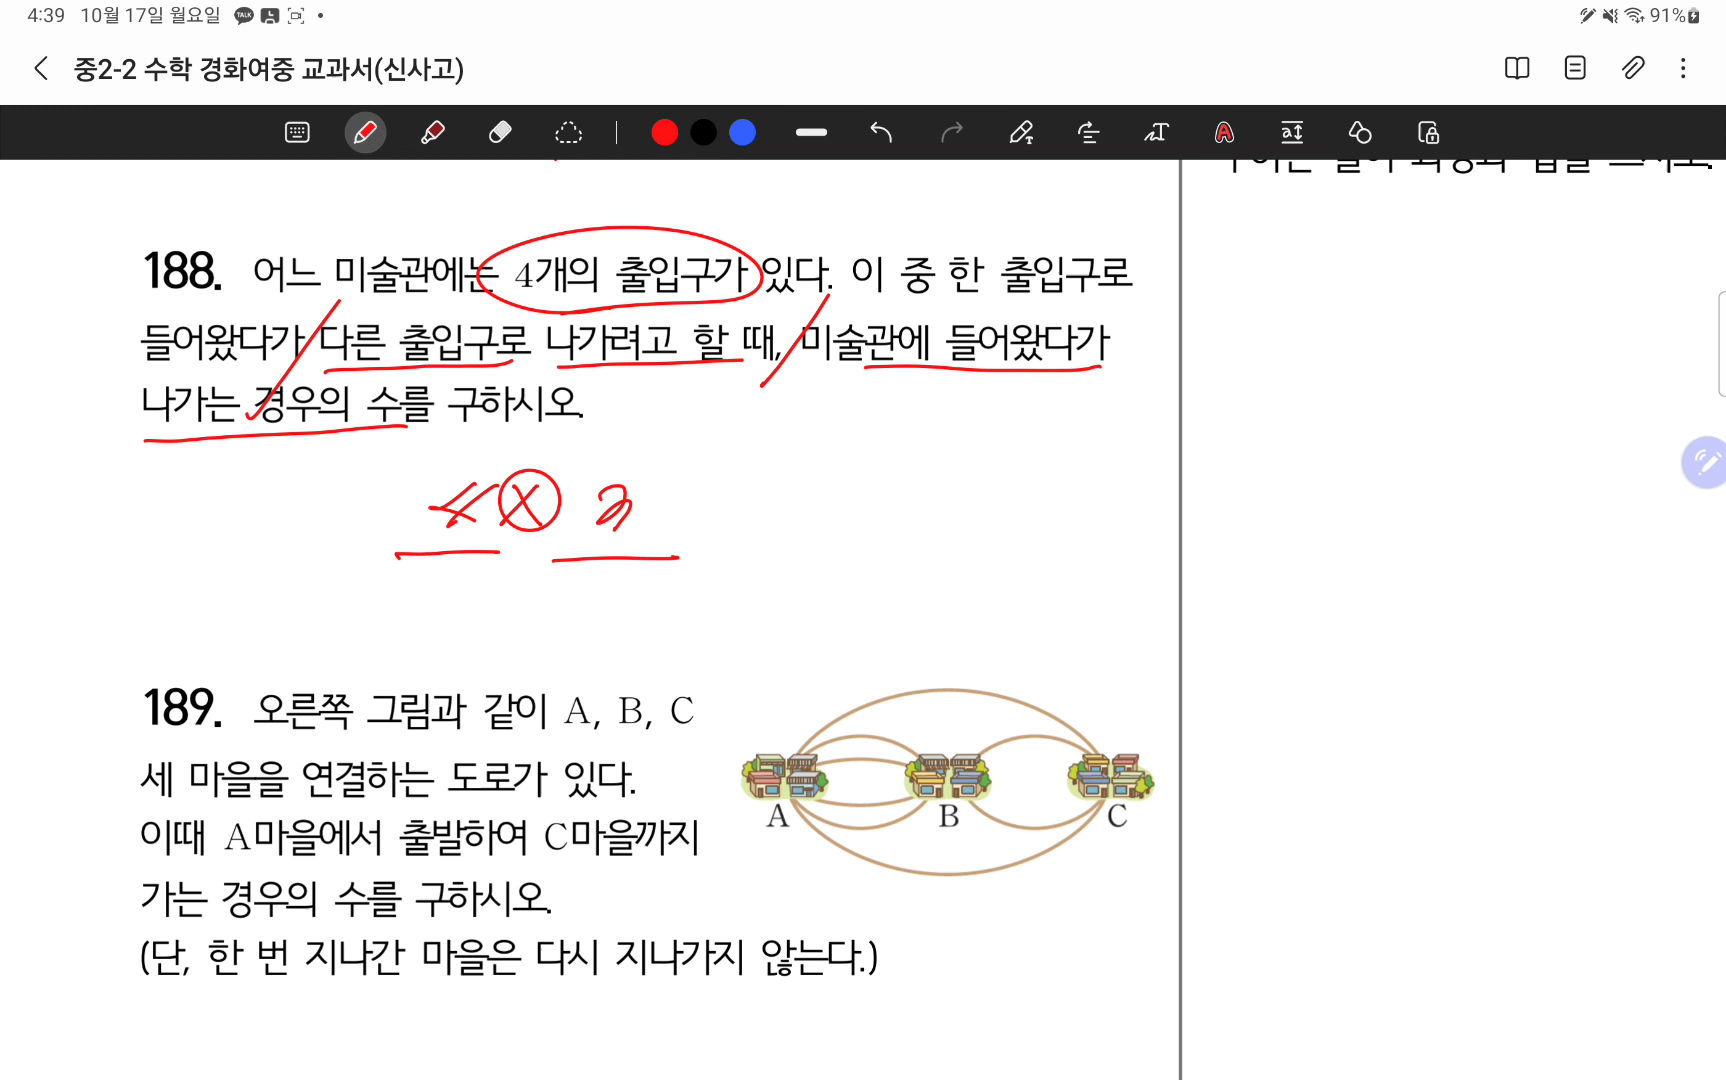 4:39 10월 17일 월요일 TALK 91%
중2-2 수학 경화여중 교과서(신사고)
188. 어느 미술관에는 4개의 출입구가 있다. 이 중 한 출입구로
들어왔다가 다른 출입구로 나가려고 할 때, 미술관에 들어왔다가
나가는 경우의 수를 구하시오.
4 × 3
189. 오른쪽 그림과 같이 A, B, C
세 마을을 연결하는 도로가 있다.
이때 A마을에서 출발하여 C마을까지
가는 경우의 수를 구하시오.
(단, 한 번 지나간 마을은 다시 지나가지 않는다.)
A B C